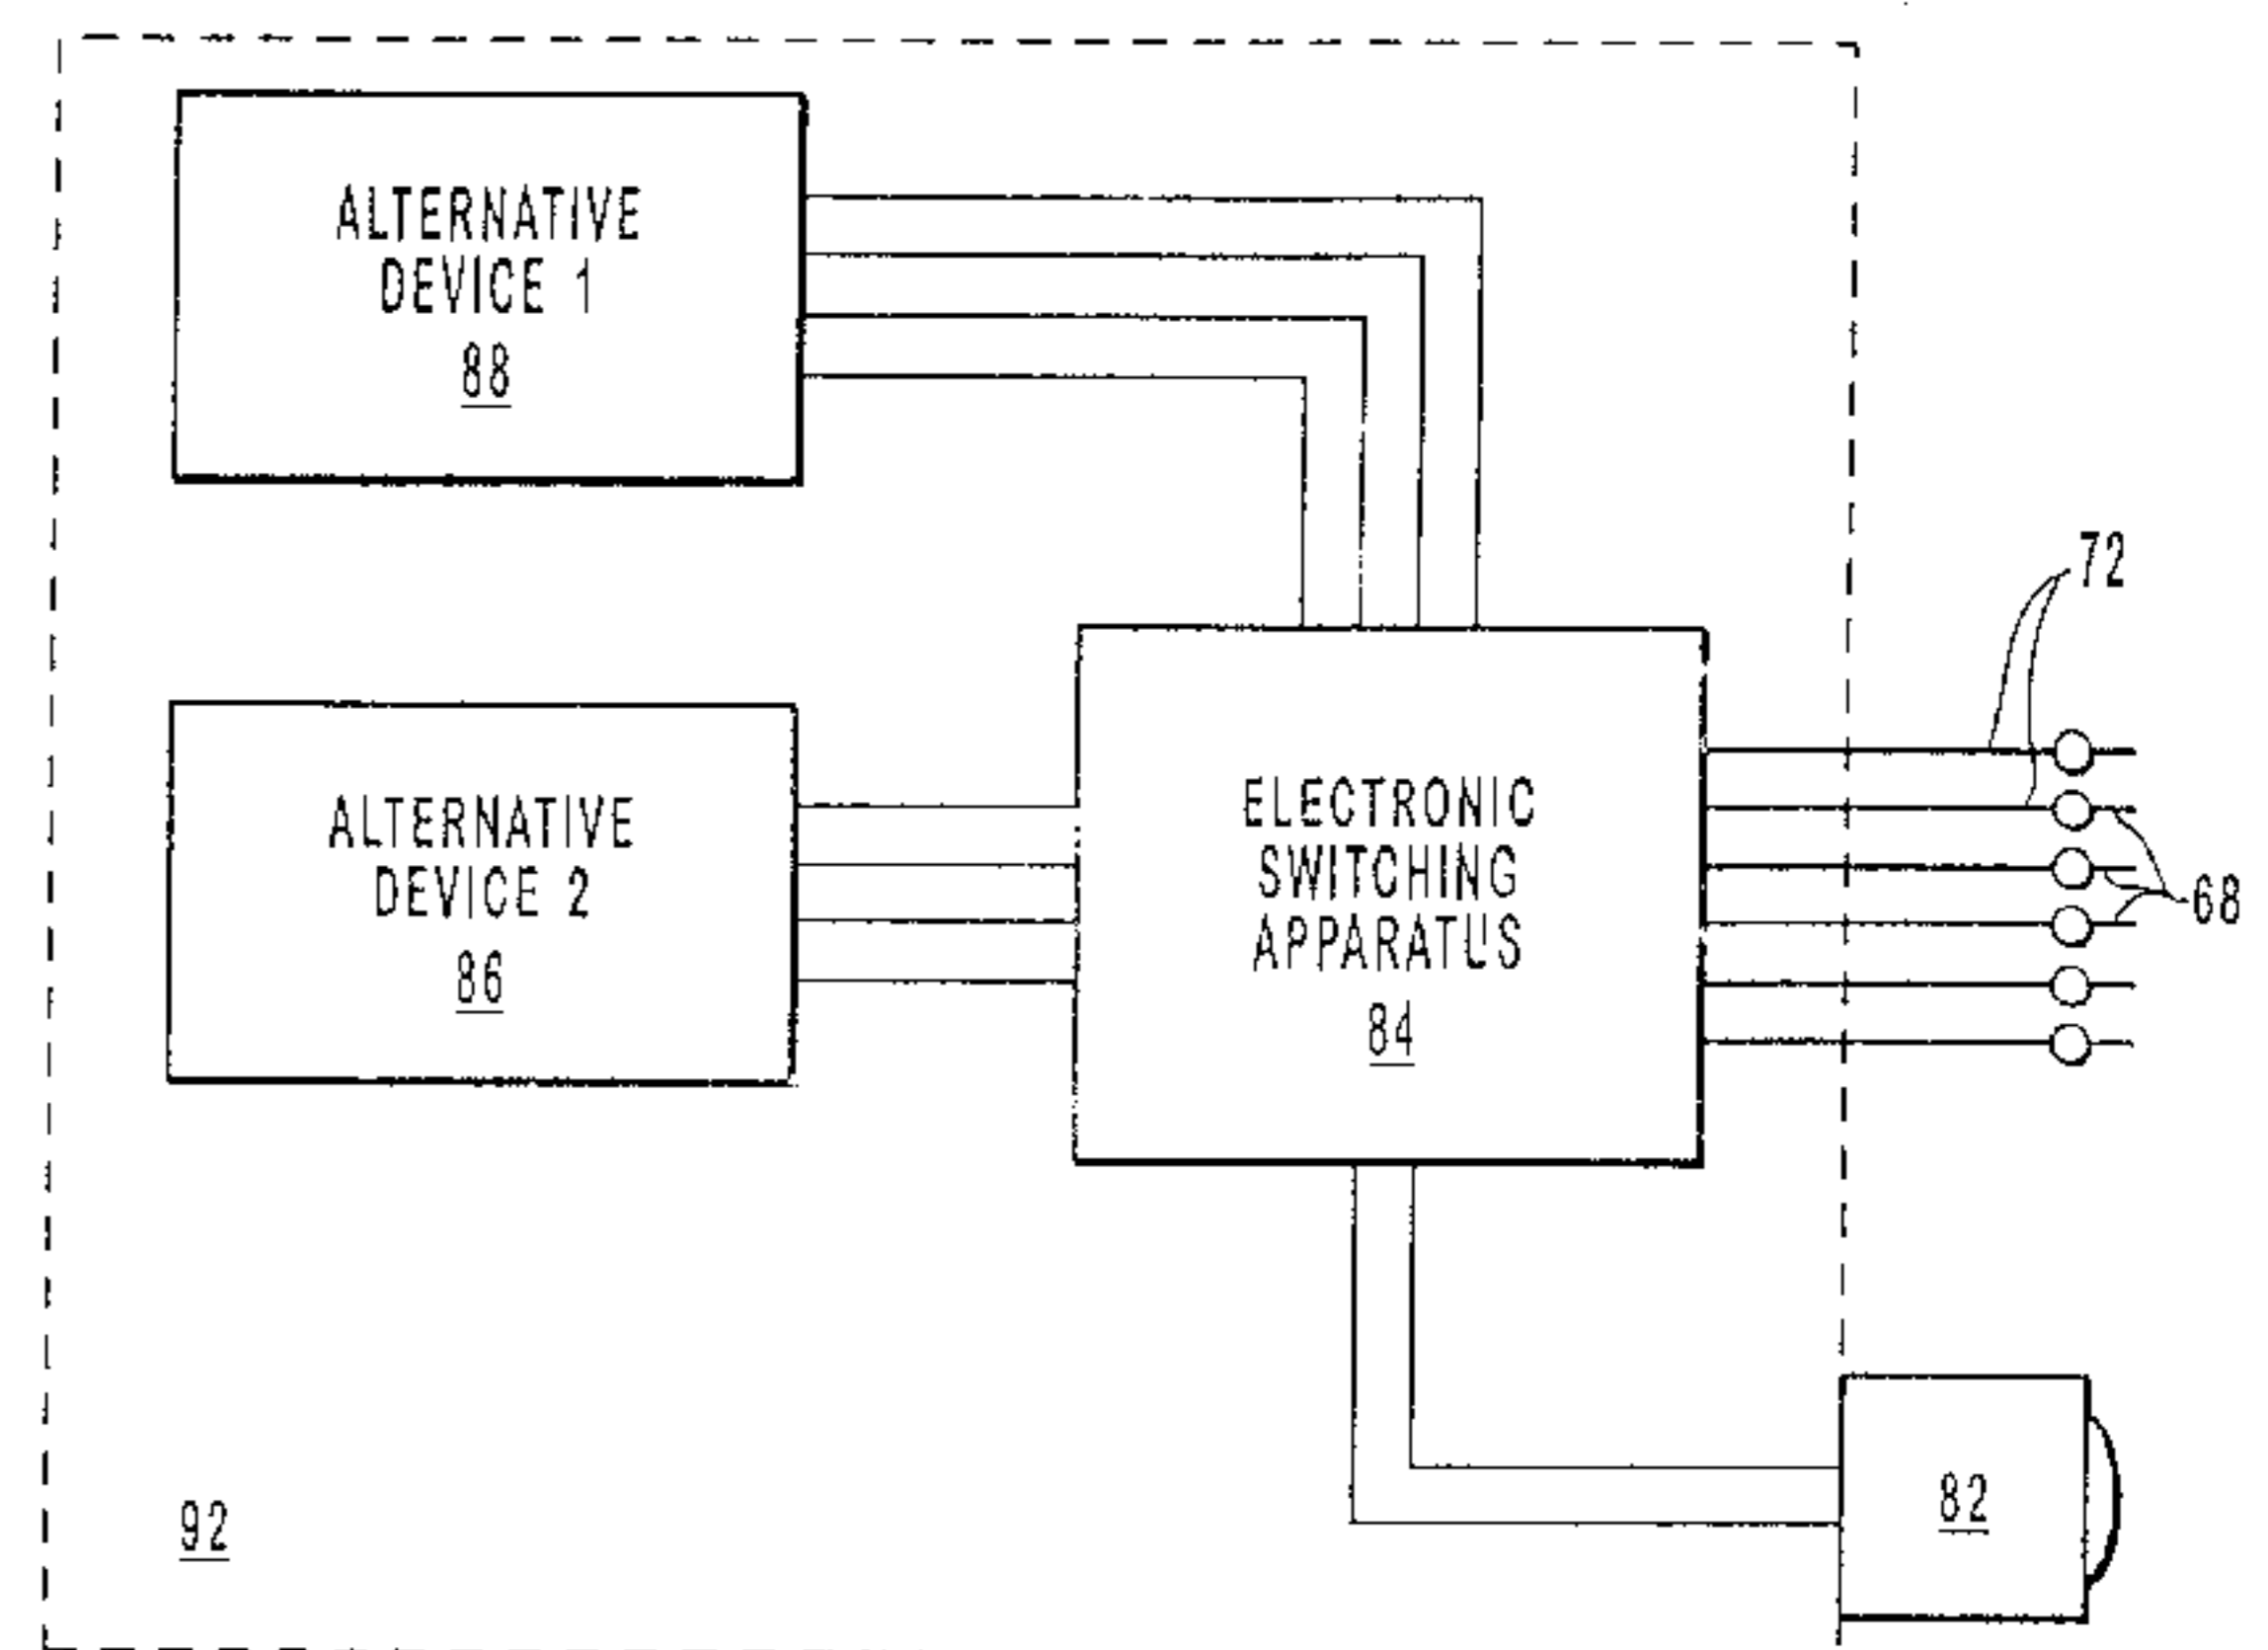 ALTERNATIVE
DEVICE 1
88
72
ALTERNATIVE
DEVICE 2
86
ELECTRONIC
SWITCHING
APPARATUS
84
68
82
92